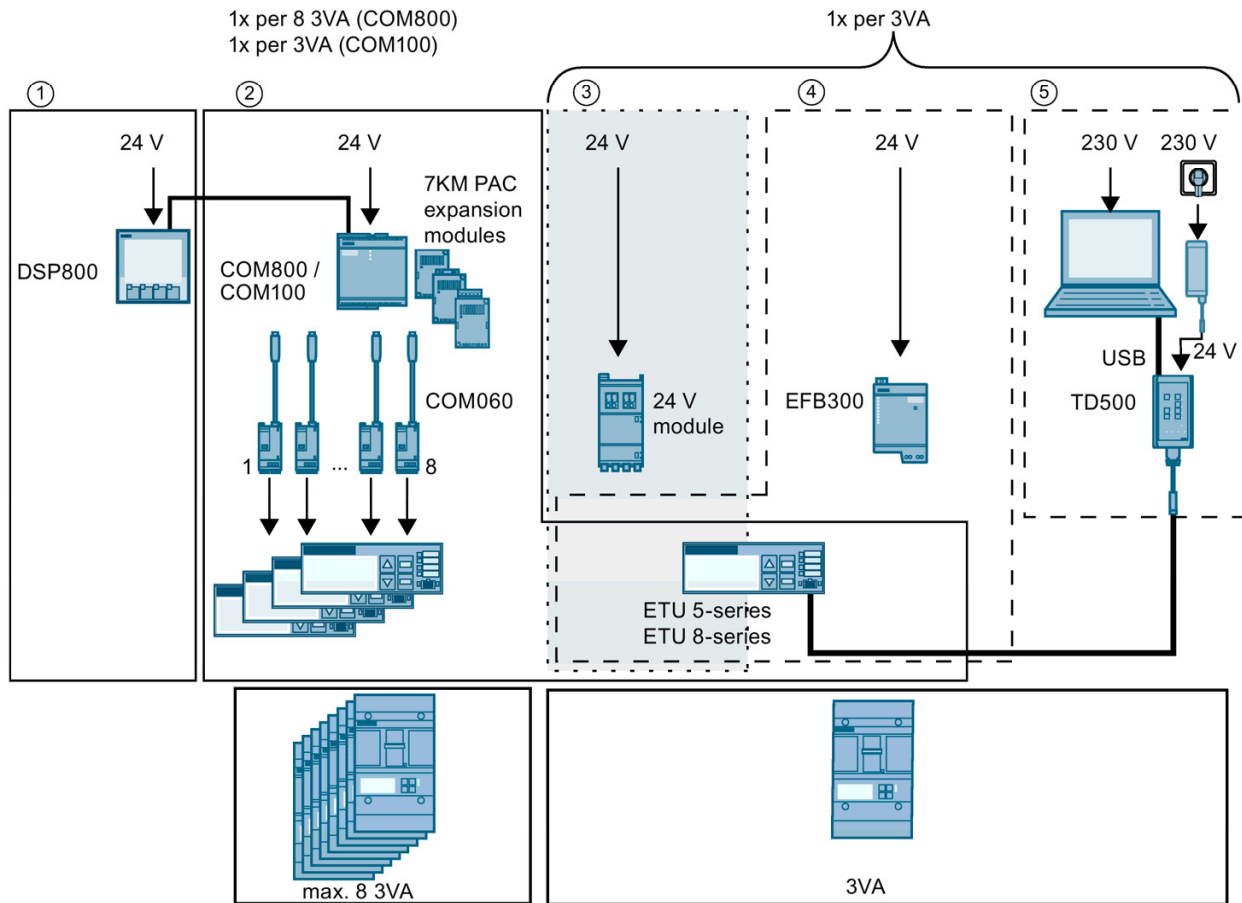 1x per 8 3VA (COM800)
1x per 3VA (COM100)
1x per 3VA
1
2
3
4
5
24 V
24 V
24 V
24 V
230 V
230 V
7KM PAC
expansion
modules
DSP800
COM800 /
COM100
USB
24 V
COM060
24 V
module
EFB300
TD500
1
...
8
ETU 5-series
ETU 8-series
max. 8 3VA
3VA